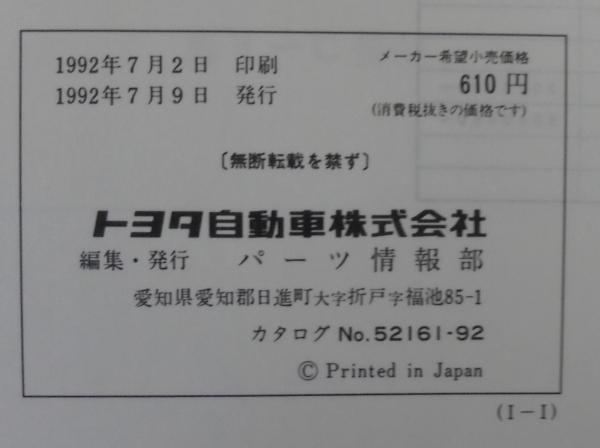 1992年7月2日 印刷
1992年7月9日 発行
メーカー希望小売価格
610円
(消費税抜きの価格です)
〔無断転載を禁ず〕
トヨタ自動車株式会社
編集・発行 パーツ情報部
愛知県愛知郡日進町大字折戸字福池85-1
カタログ No.52161-92
© Printed in Japan
(I-I)